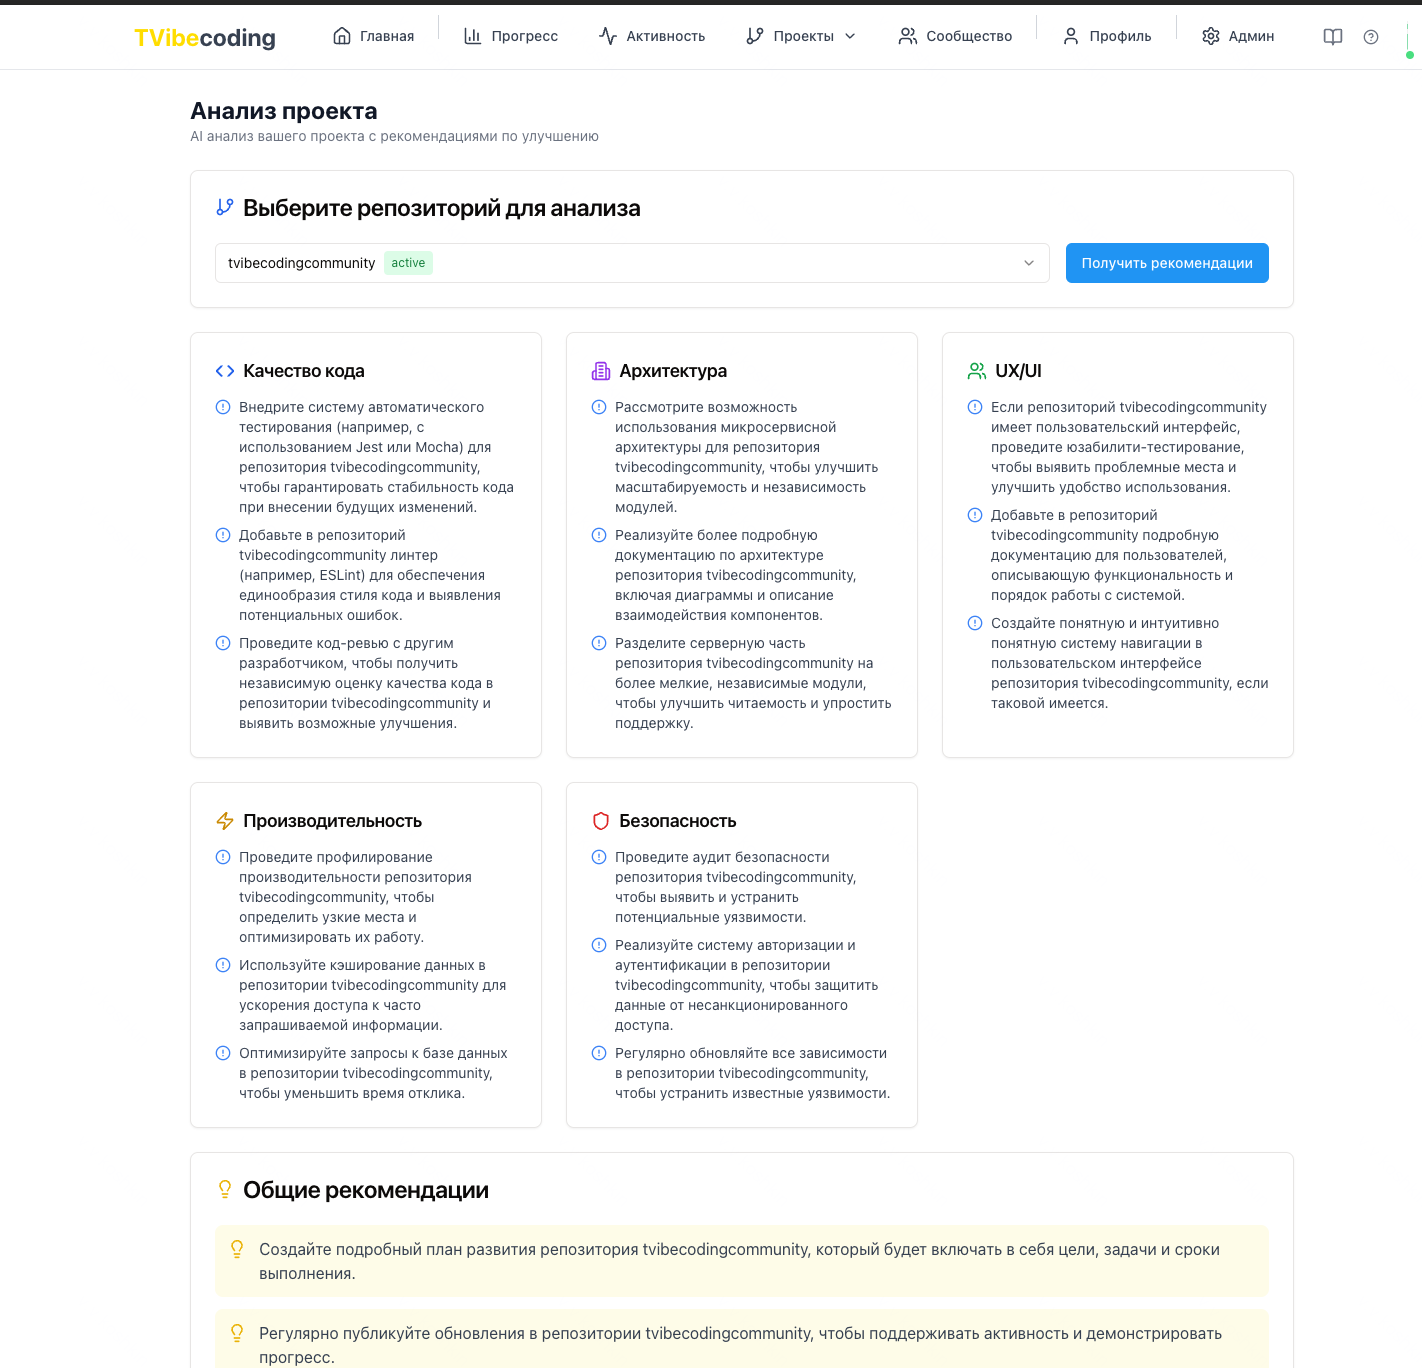 TVibecoding
Главная
Прогресс
Активность
Проекты
Сообщество
Профиль
Админ
Анализ проекта
AI анализ вашего проекта с рекомендациями по улучшению
Выберите репозиторий для анализа
tvibecodingcommunity active
Получить рекомендации
Качество кода
Внедрите систему автоматического
тестирования (например, с
использованием Jest или Mocha) для
репозитория tvibecodingcommunity,
чтобы гарантировать стабильность кода
при внесении будущих изменений.
Добавьте в репозиторий
tvibecodingcommunity линтер
(например, ESLint) для обеспечения
единообразия стиля кода и выявления
потенциальных ошибок.
Проведите код-ревью с другим
разработчиком, чтобы получить
независимую оценку качества кода в
репозитории tvibecodingcommunity и
выявить возможные улучшения.
Архитектура
Рассмотрите возможность
использования микросервисной
архитектуры для репозитория
tvibecodingcommunity, чтобы улучшить
масштабируемость и независимость
модулей.
Реализуйте более подробную
документацию по архитектуре
репозитория tvibecodingcommunity,
включая диаграммы и описание
взаимодействия компонентов.
Разделите серверную часть
репозитория tvibecodingcommunity на
более мелкие, независимые модули,
чтобы улучшить читаемость и упростить
поддержку.
UX/UI
Если репозиторий tvibecodingcommunity
имеет пользовательский интерфейс,
проведите юзабилити-тестирование,
чтобы выявить проблемные места и
улучшить удобство использования.
Добавьте в репозиторий
tvibecodingcommunity подробную
документацию для пользователей,
описывающую функциональность и
порядок работы с системой.
Создайте понятную и интуитивно
понятную систему навигации в
пользовательском интерфейсе
репозитория tvibecodingcommunity, если
таковой имеется.
Производительность
Проведите профилирование
производительности репозитория
tvibecodingcommunity, чтобы
определить узкие места и
оптимизировать их работу.
Используйте кэширование данных в
репозитории tvibecodingcommunity для
ускорения доступа к часто
запрашиваемой информации.
Оптимизируйте запросы к базе данных
в репозитории tvibecodingcommunity,
чтобы уменьшить время отклика.
Безопасность
Проведите аудит безопасности
репозитория tvibecodingcommunity,
чтобы выявить и устранить
потенциальные уязвимости.
Реализуйте систему авторизации и
аутентификации в репозитории
tvibecodingcommunity, чтобы защитить
данные от несанкционированного
доступа.
Регулярно обновляйте все зависимости
в репозитории tvibecodingcommunity,
чтобы устранить известные уязвимости.
Общие рекомендации
Создайте подробный план развития репозитория tvibecodingcommunity, который будет включать в себя цели, задачи и сроки
выполнения.
Регулярно публикуйте обновления в репозитории tvibecodingcommunity, чтобы поддерживать активность и демонстрировать
прогресс.